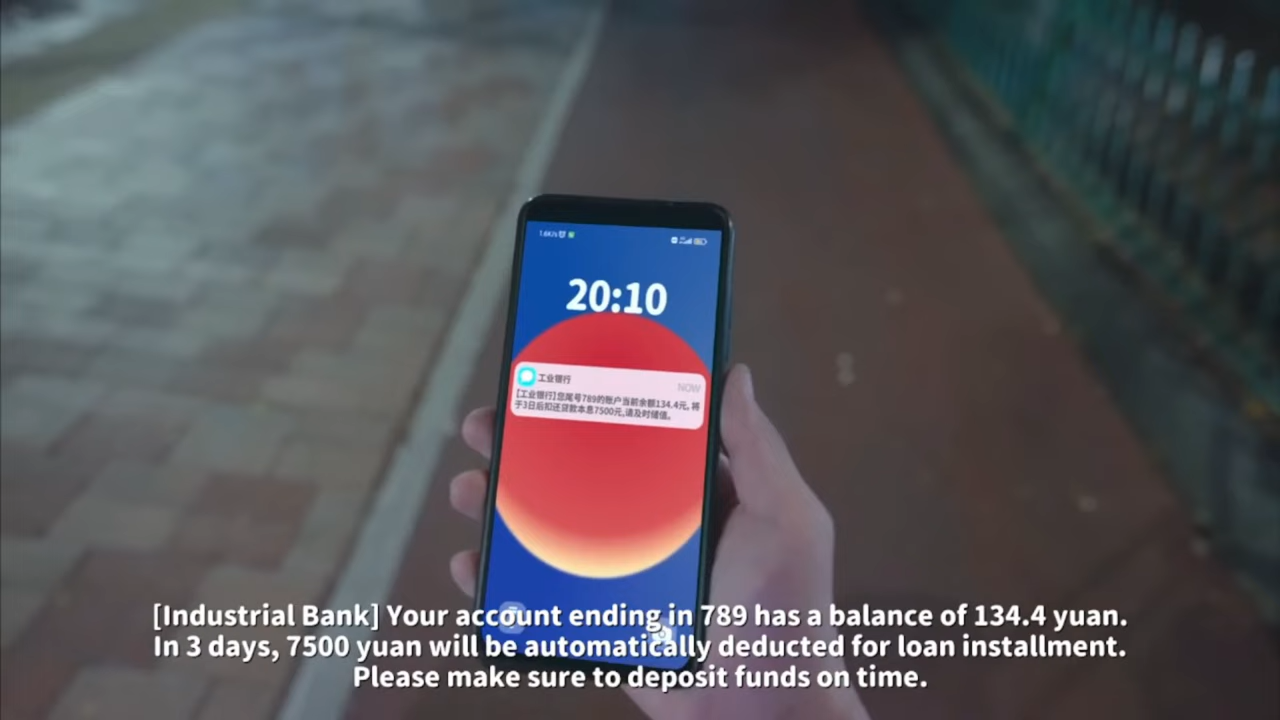 1.6K/s
20:10
工业银行
NOW
[工业银行]您尾号789的账户当前余额134.4元, 将
于3日后扣还贷款本息7500元,请及时储值。
[Industrial Bank] Your account ending in 789 has a balance of 134.4 yuan.
In 3 days, 7500 yuan will be automatically deducted for loan installment.
Please make sure to deposit funds on time.